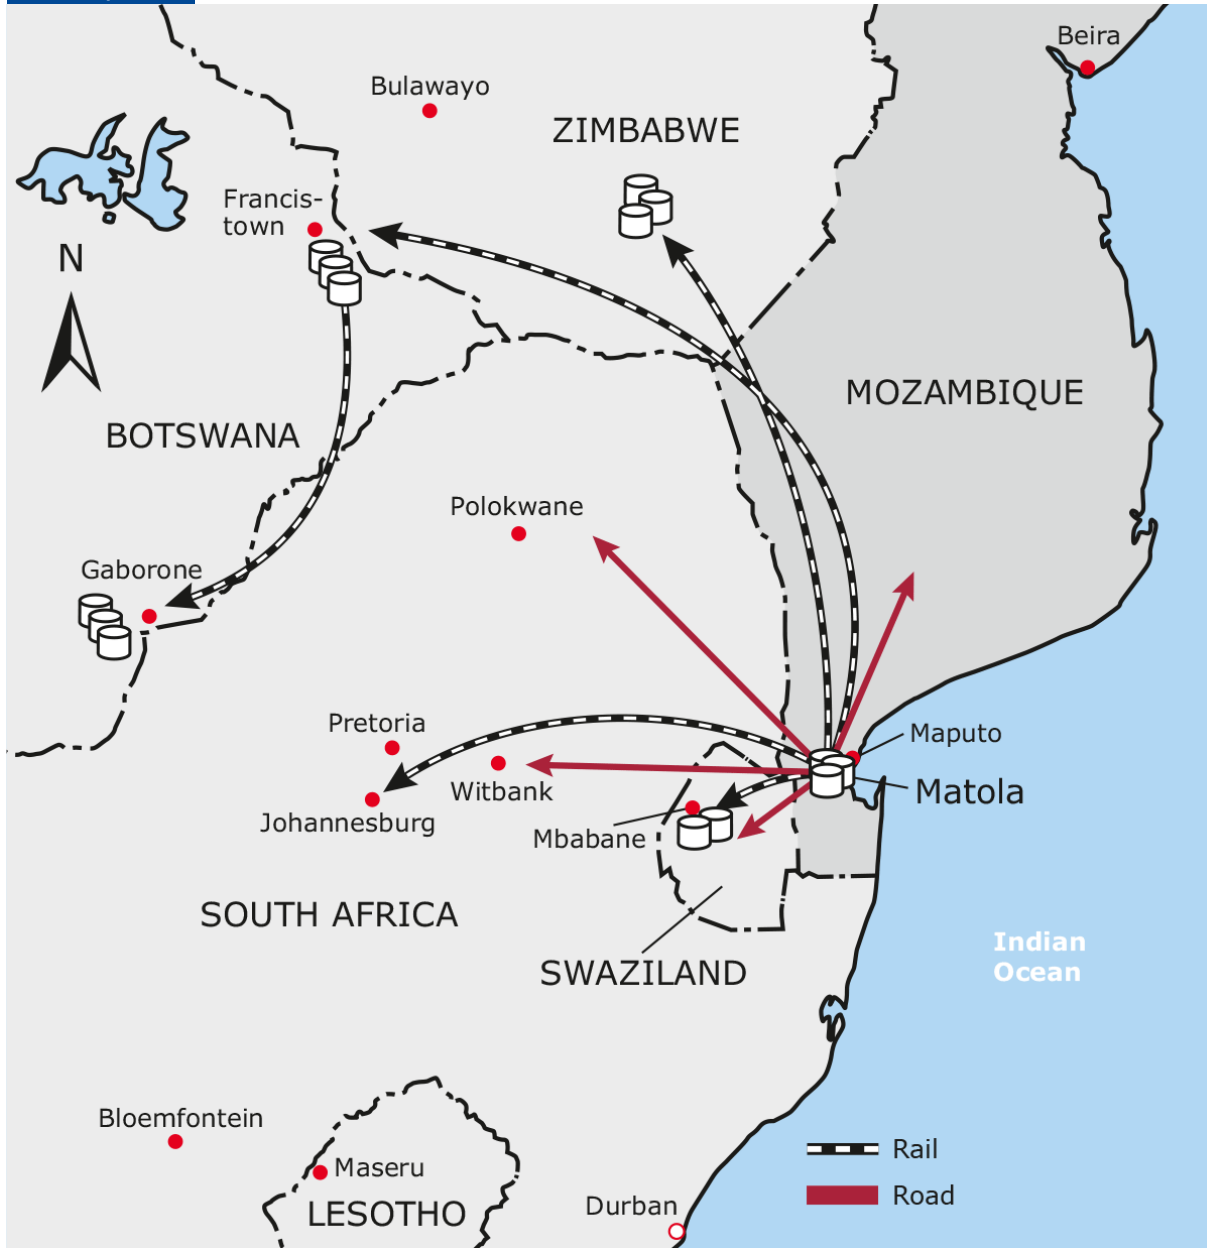 Beira
Bulawayo
ZIMBABWE
Francis-
town
N
MOZAMBIQUE
BOTSWANA
Polokwane
Gaborone
Pretoria
Maputo
Witbank
Matola
Johannesburg
Mbabane
SOUTH AFRICA
Indian
Ocean
SWAZILAND
Bloemfontein
Rail
Maseru
Road
Durban
LESOTHO